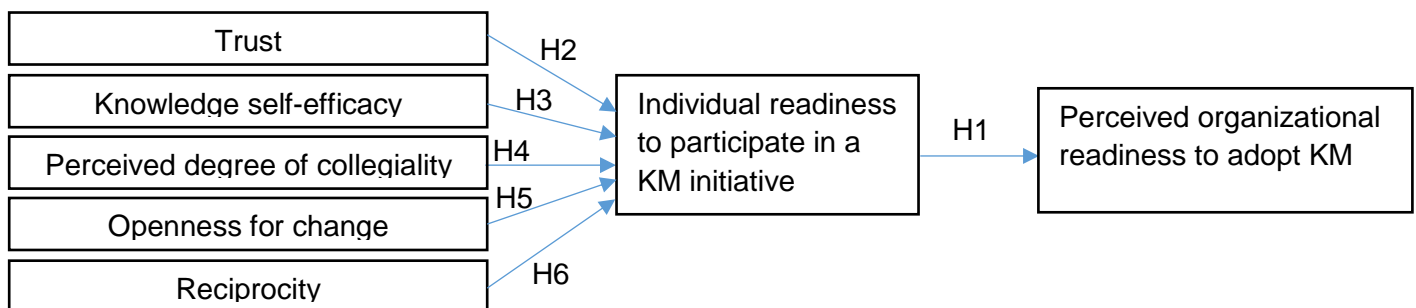 Trust
Knowledge self-efficacy
Perceived degree of collegiality
Openness for change
Reciprocity
H2
H3
H4
H5
H6
Individual readiness
to participate in a
KM initiative
H1
Perceived organizational
readiness to adopt KM